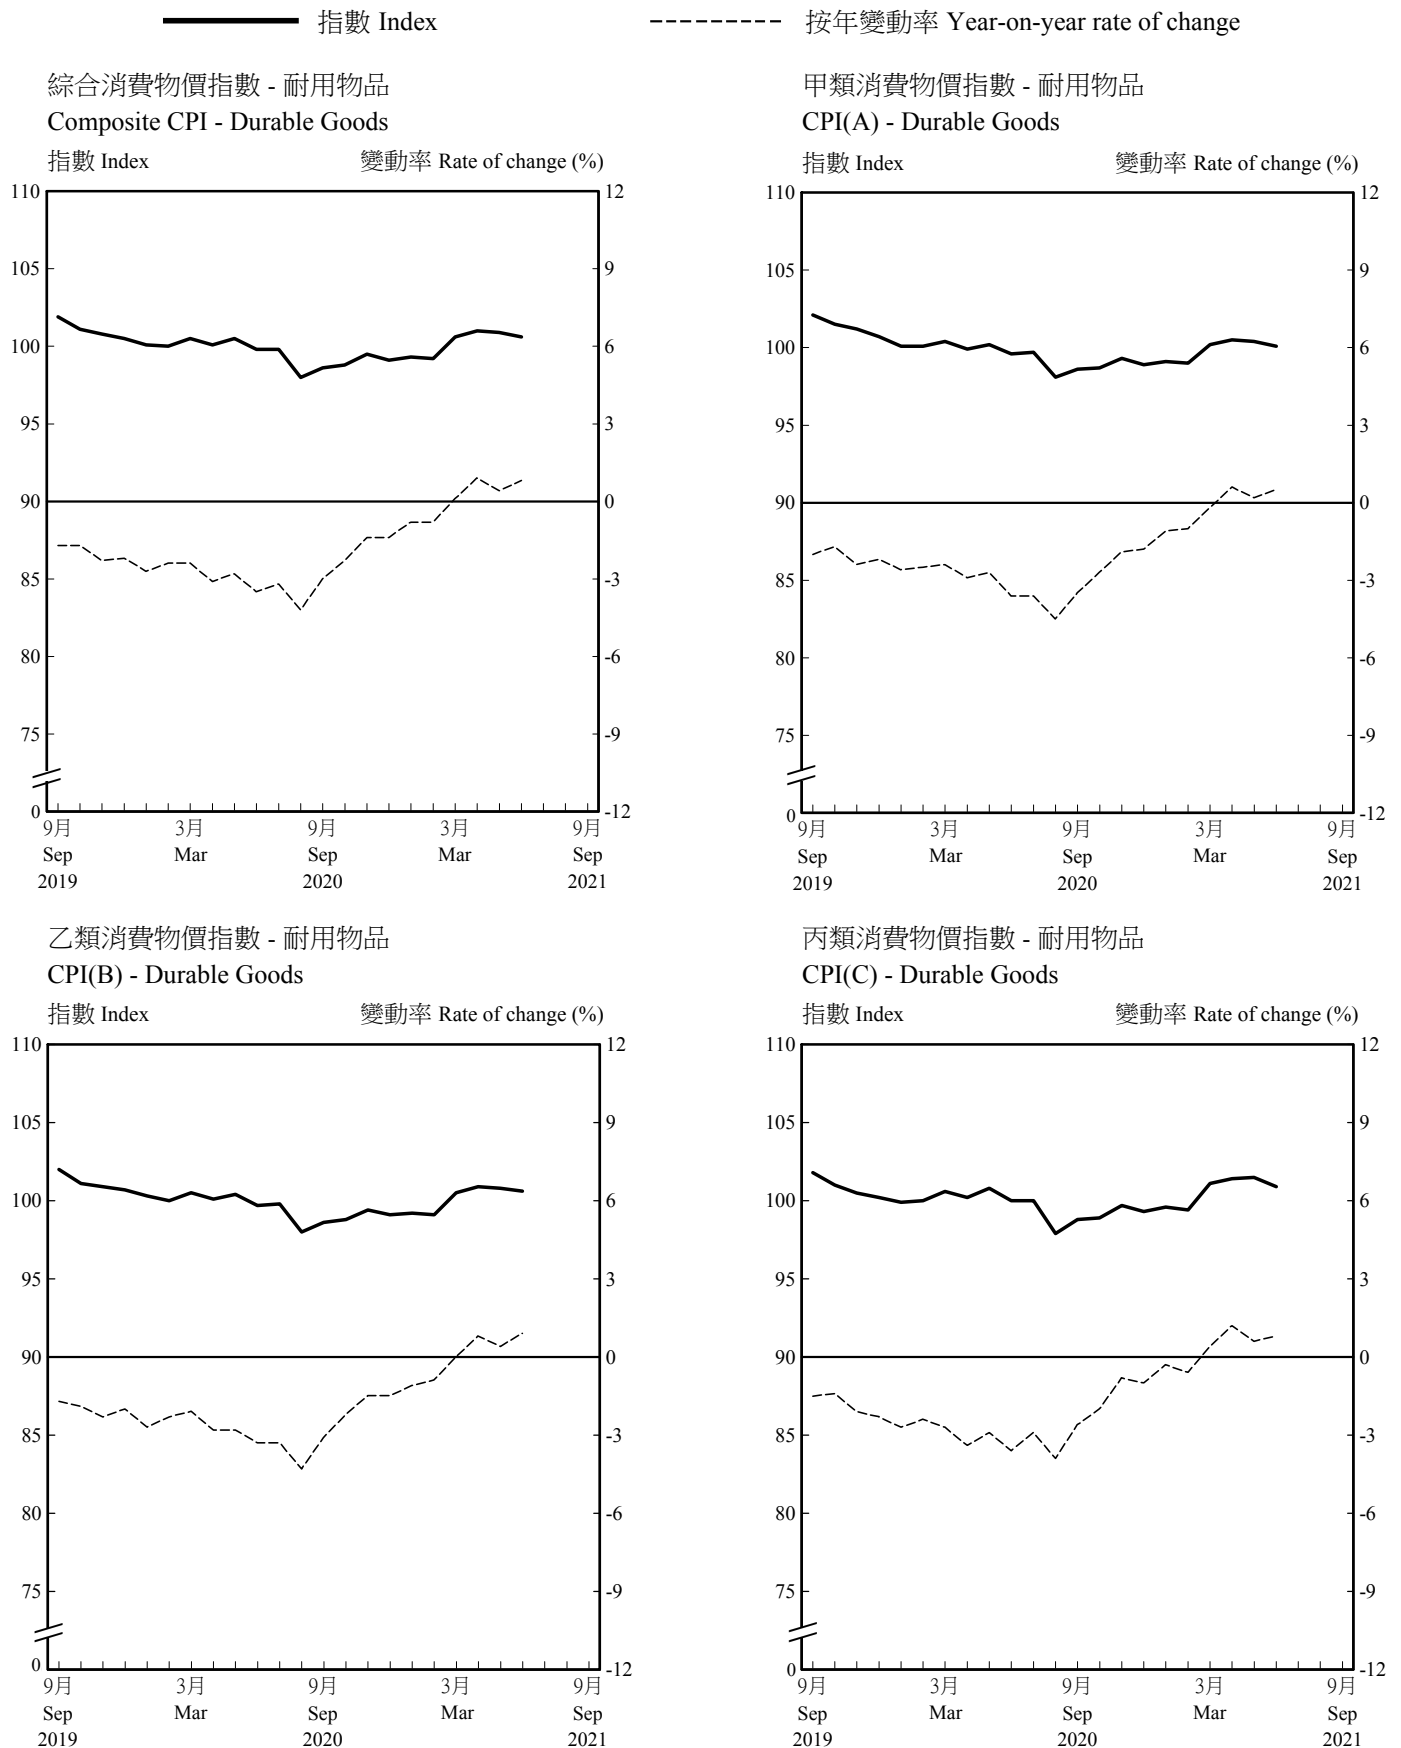 指數 Index
按年變動率 Year-on-year rate of change
綜合消費物價指數 - 耐用物品
Composite CPI - Durable Goods
指數 Index
變動率 Rate of change (%)
110
105
100
95
90
85
80
75
0
12
9
6
3
0
-3
-6
-9
-12
9月
Sep
2019
3月
Mar
9月
Sep
2020
3月
Mar
9月
Sep
2021
甲類消費物價指數 - 耐用物品
CPI(A) - Durable Goods
指數 Index
變動率 Rate of change (%)
110
105
100
95
90
85
80
75
0
12
9
6
3
0
-3
-6
-9
-12
9月
Sep
2019
3月
Mar
9月
Sep
2020
3月
Mar
9月
Sep
2021
乙類消費物價指數 - 耐用物品
CPI(B) - Durable Goods
指數 Index
變動率 Rate of change (%)
110
105
100
95
90
85
80
75
0
12
9
6
3
0
-3
-6
-9
-12
9月
Sep
2019
3月
Mar
9月
Sep
2020
3月
Mar
9月
Sep
2021
丙類消費物價指數 - 耐用物品
CPI(C) - Durable Goods
指數 Index
變動率 Rate of change (%)
110
105
100
95
90
85
80
75
0
12
9
6
3
0
-3
-6
-9
-12
9月
Sep
2019
3月
Mar
9月
Sep
2020
3月
Mar
9月
Sep
2021